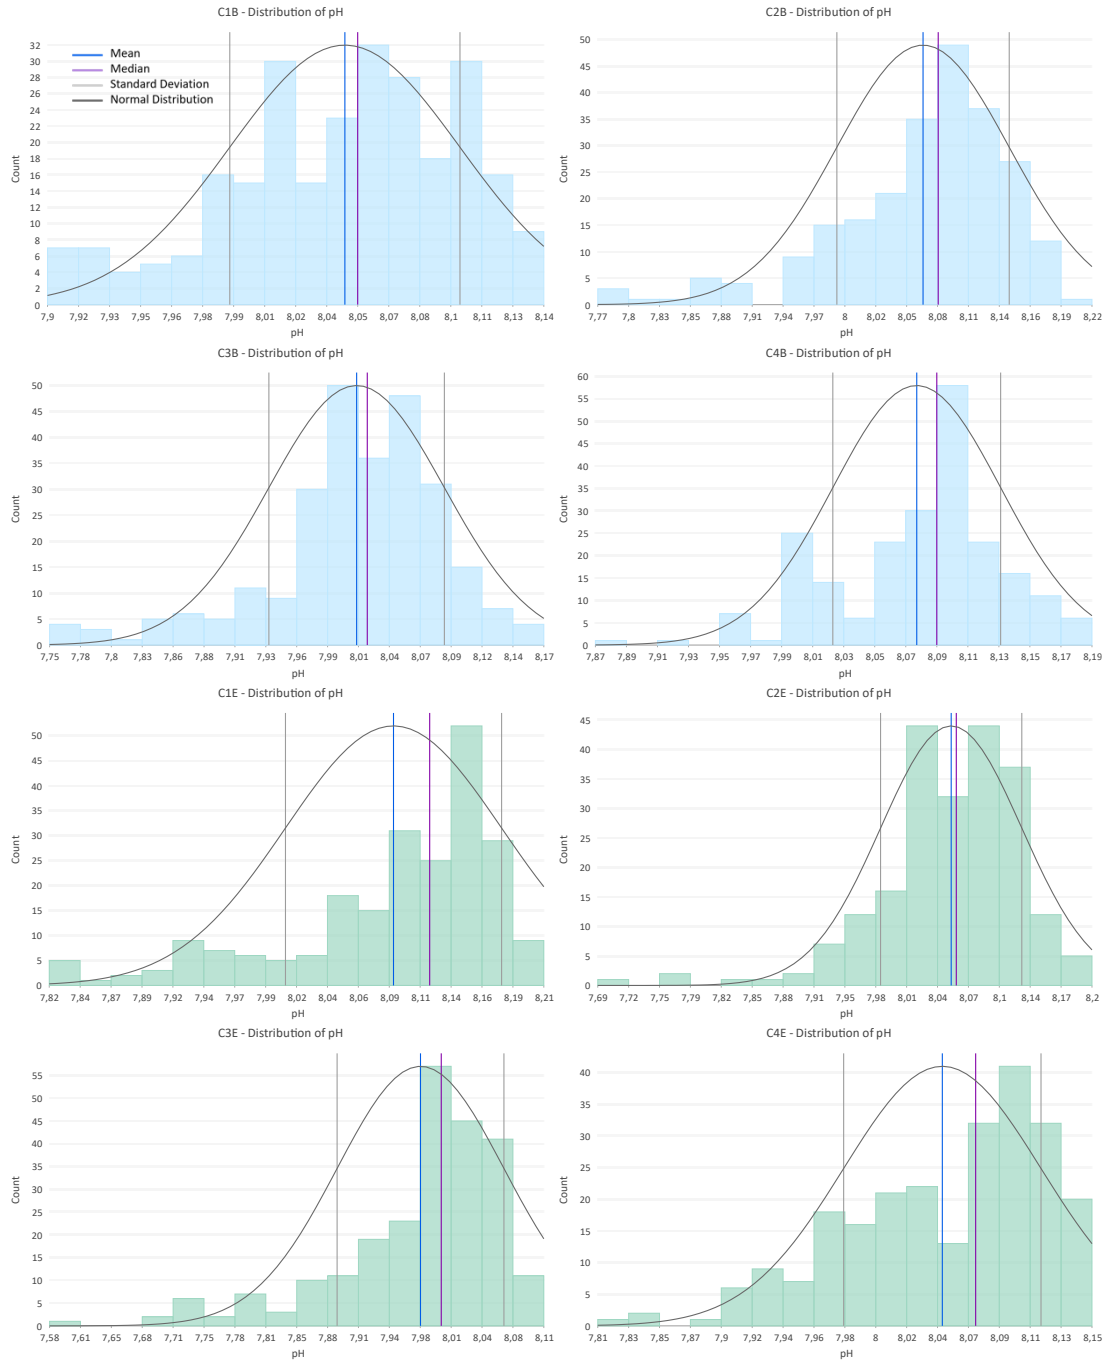 C1B - Distribution of pH
32
30
28
26
24
22
20
18
16
14
12
10
8
6
4
2
0
Count
Mean
Median
Standard Deviation
Normal Distribution
7,9 7,92 7,93 7,95 7,96 7,98 7,99 8,01 8,02 8,04 8,05 8,07 8,08 8,1 8,11 8,13 8,14
pH
C2B - Distribution of pH
50
45
40
35
30
25
20
15
10
5
0
Count
7,77 7,8 7,83 7,85 7,88 7,91 7,94 7,97 8 8,02 8,05 8,08 8,11 8,14 8,16 8,19 8,22
pH
C3B - Distribution of pH
50
45
40
35
30
25
20
15
10
5
0
Count
7,75 7,78 7,8 7,83 7,86 7,88 7,91 7,93 7,96 7,99 8,01 8,04 8,07 8,09 8,12 8,14 8,17
pH
C4B - Distribution of pH
60
55
50
45
40
35
30
25
20
15
10
5
0
Count
7,87 7,89 7,91 7,93 7,95 7,97 7,99 8,01 8,03 8,05 8,07 8,09 8,11 8,13 8,15 8,17 8,19
pH
C1E - Distribution of pH
50
45
40
35
30
25
20
15
10
5
0
Count
7,82 7,84 7,87 7,89 7,92 7,94 7,97 7,99 8,02 8,04 8,06 8,09 8,11 8,14 8,16 8,19 8,21
pH
C2E - Distribution of pH
45
40
35
30
25
20
15
10
5
0
Count
7,69 7,72 7,75 7,79 7,82 7,85 7,88 7,91 7,95 7,98 8,01 8,04 8,07 8,1 8,14 8,17 8,2
pH
C3E - Distribution of pH
55
50
45
40
35
30
25
20
15
10
5
0
Count
7,58 7,61 7,65 7,68 7,71 7,75 7,78 7,81 7,85 7,88 7,91 7,94 7,98 8,01 8,04 8,08 8,11
pH
C4E - Distribution of pH
40
35
30
25
20
15
10
5
0
Count
7,81 7,83 7,85 7,87 7,9 7,92 7,94 7,96 7,98 8 8,02 8,04 8,07 8,09 8,11 8,13 8,15
pH